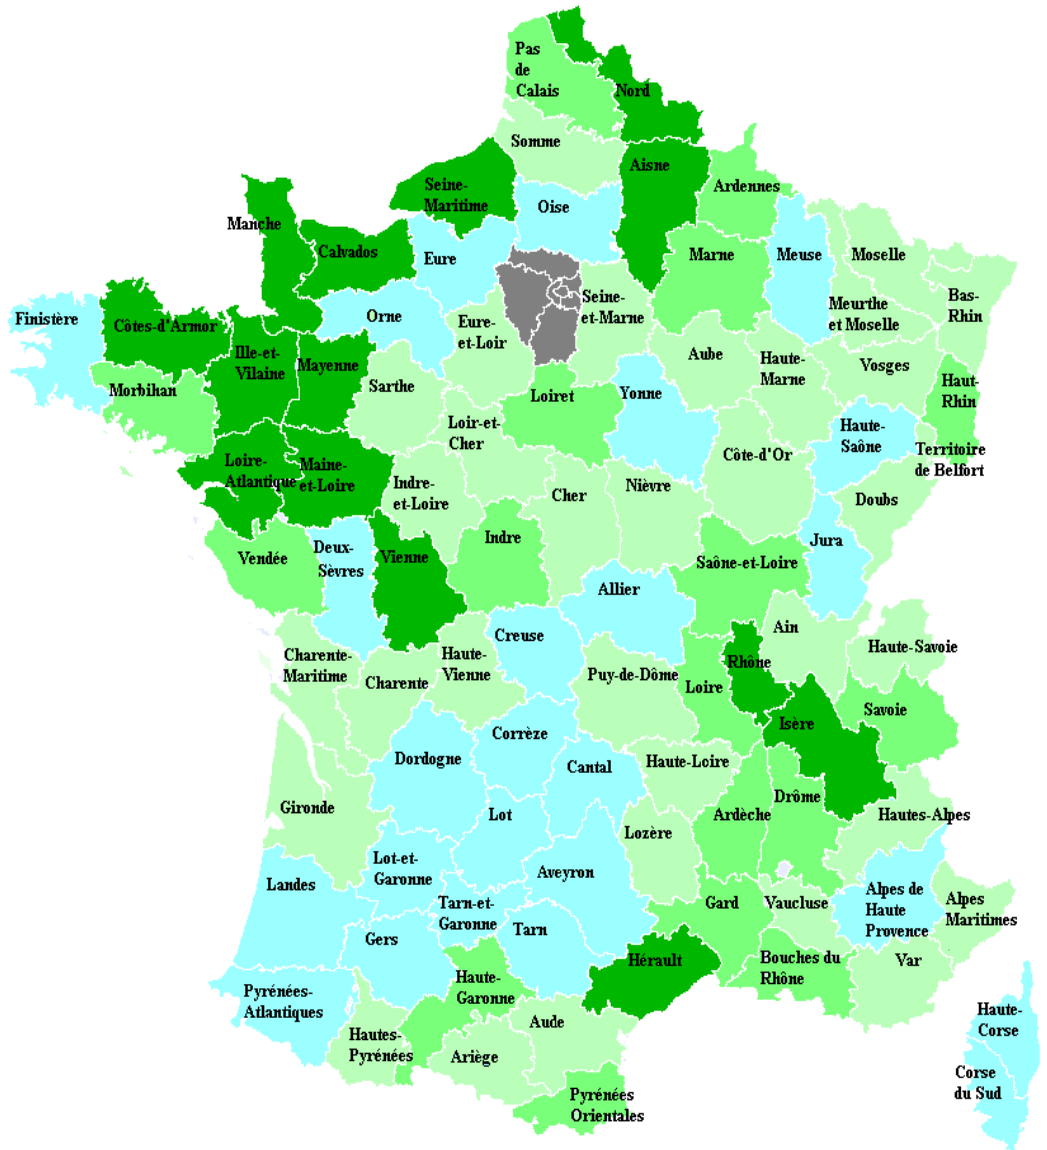 Pas
de
Calais
Nord
Somme
Aisne
Ardennes
Seine-
Maritime
Oise
Manche
Calvados
Eure
Marne
Meuse
Moselle
Seine-
et-Marne
Meurthe
et Moselle
Bas-
Rhin
Finistère
Côtes-d'Armor
Orne
Eure-
et-Loir
Ille-et-
Vilaine
Mayenne
Aube
Haute-
Marne
Vosges
Morbihan
Sarthe
Loiret
Yonne
Haut-
Rhin
Loir-et-
Cher
Haute-
Saône
Territoire
de Belfort
Loire-
Atlantique
Maine-
et-Loire
Indre-
et-Loire
Cher
Nièvre
Côte-d'Or
Doubs
Vendée
Deux-
Sèvres
Vienne
Indre
Saône-et-Loire
Jura
Allier
Creuse
Ain
Charente-
Maritime
Charente
Haute-
Vienne
Puy-de-Dôme
Loire
Rhône
Haute-Savoie
Isère
Savoie
Dordogne
Corrèze
Cantal
Haute-Loire
Gironde
Lot
Lozère
Ardèche
Drôme
Hautes-Alpes
Landes
Lot-et-
Garonne
Aveyron
Tarn-et-
Garonne
Gard
Vaucluse
Alpes de
Haute
Provence
Alpes
Maritimes
Gers
Tarn
Hérault
Bouches du
Rhône
Var
Pyrénées-
Atlantiques
Haute-
Garonne
Hautes-
Pyrénées
Ariège
Aude
Pyrénées
Orientales
Haute-
Corse
Corse
du Sud